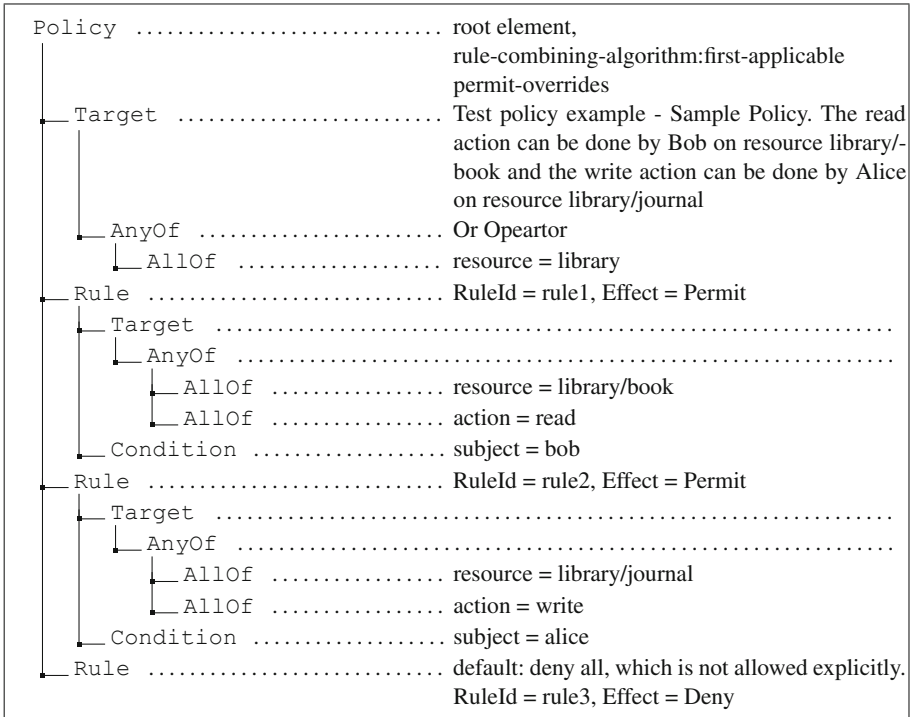 Policy .............................. root element,
rule-combining-algorithm:first-applicable
permit-overrides
Target .......................... Test policy example - Sample Policy. The read
action can be done by Bob on resource library/-
book and the write action can be done by Alice
on resource library/journal
AnyOf ........................ Or Opeartor
AllOf .................... resource = library
Rule ............................. RuleId = rule1, Effect = Permit
Target ..................................................................
AnyOf ................................................................
AllOf ................. resource = library/book
AllOf ................. action = read
Condition ................... subject = bob
Rule ............................. RuleId = rule2, Effect = Permit
Target ..................................................................
AnyOf ................................................................
AllOf ................. resource = library/journal
AllOf ................. action = write
Condition ................... subject = alice
Rule ............................. default: deny all, which is not allowed explicitly.
RuleId = rule3, Effect = Deny